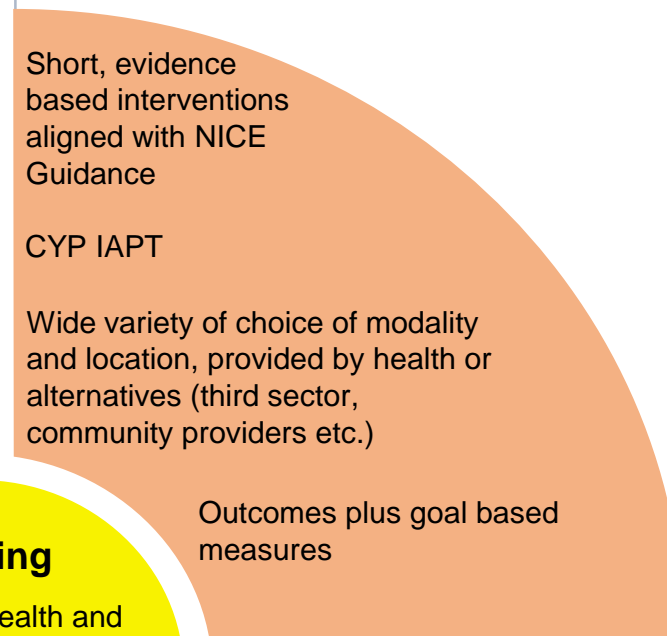 Short, evidence
based interventions
aligned with NICE
Guidance
CYP IAPT
Wide variety of choice of modality
and location, provided by health or
alternatives (third sector,
community providers etc.)
Outcomes plus goal based
measures
ing
ealth and